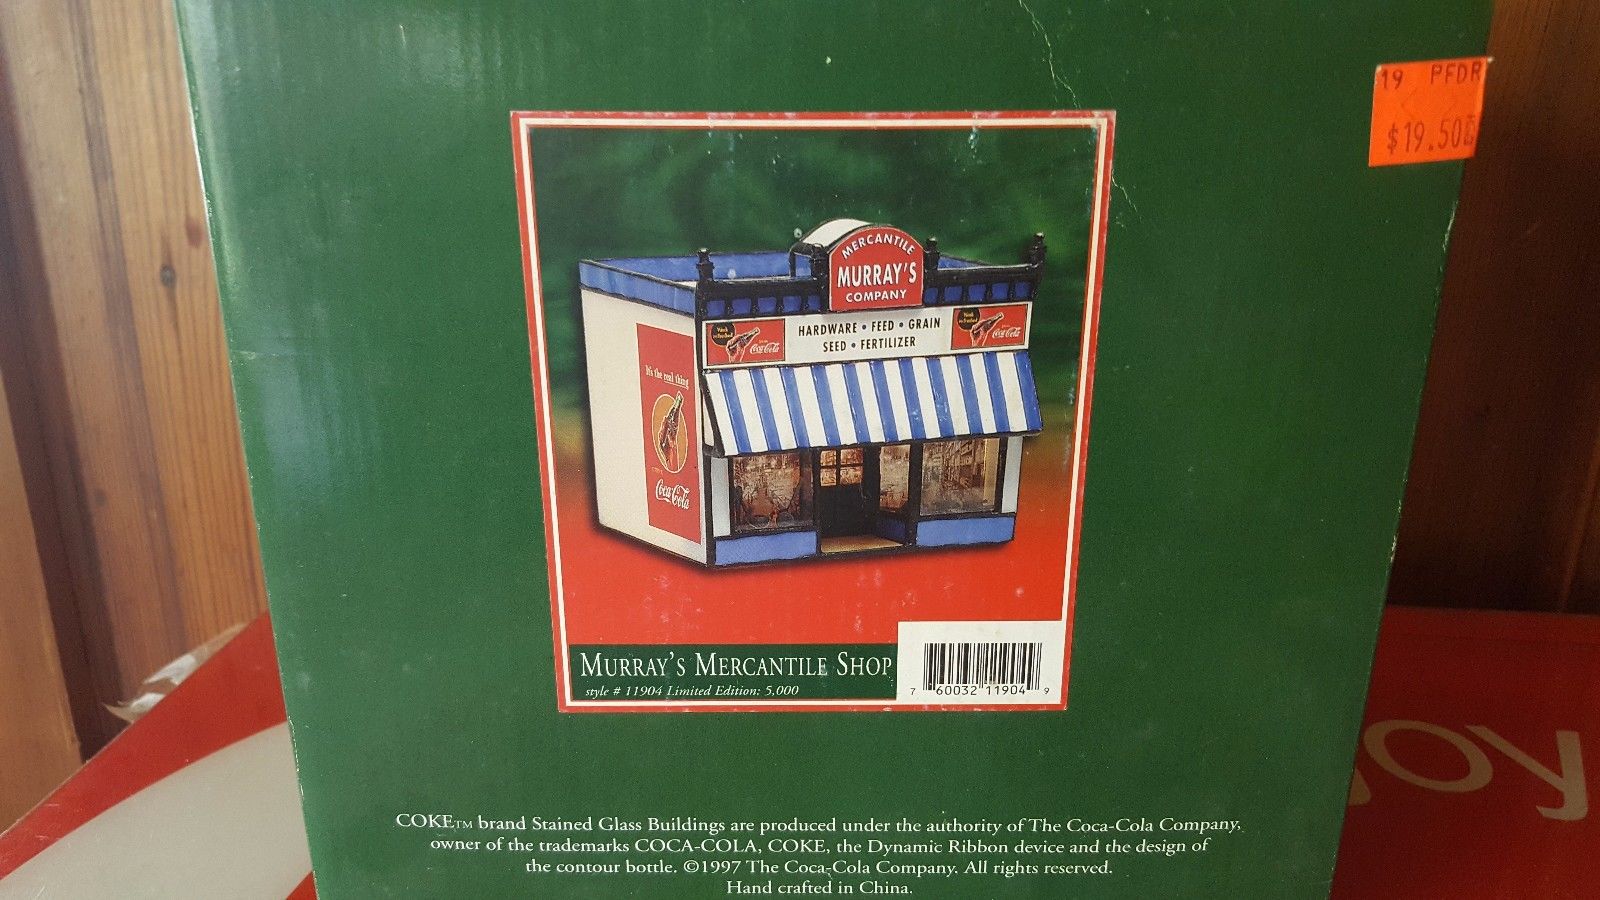 19 PFDR
$19.50
MERCANTILE
MURRAY'S
COMPANY
HARDWARE • FEED • GRAIN
SEED • FERTILIZER
Coca-Cola
Coca-Cola
It's the real thing
Coca-Cola
MURRAY'S MERCANTILE SHOP
style # 11904 Limited Edition: 5,000
7 60032 11904 9
joy
COKE™ brand Stained Glass Buildings are produced under the authority of The Coca-Cola Company,
owner of the trademarks COCA-COLA, COKE, the Dynamic Ribbon device and the design of
the contour bottle. ©1997 The Coca-Cola Company. All rights reserved.
Hand crafted in China.